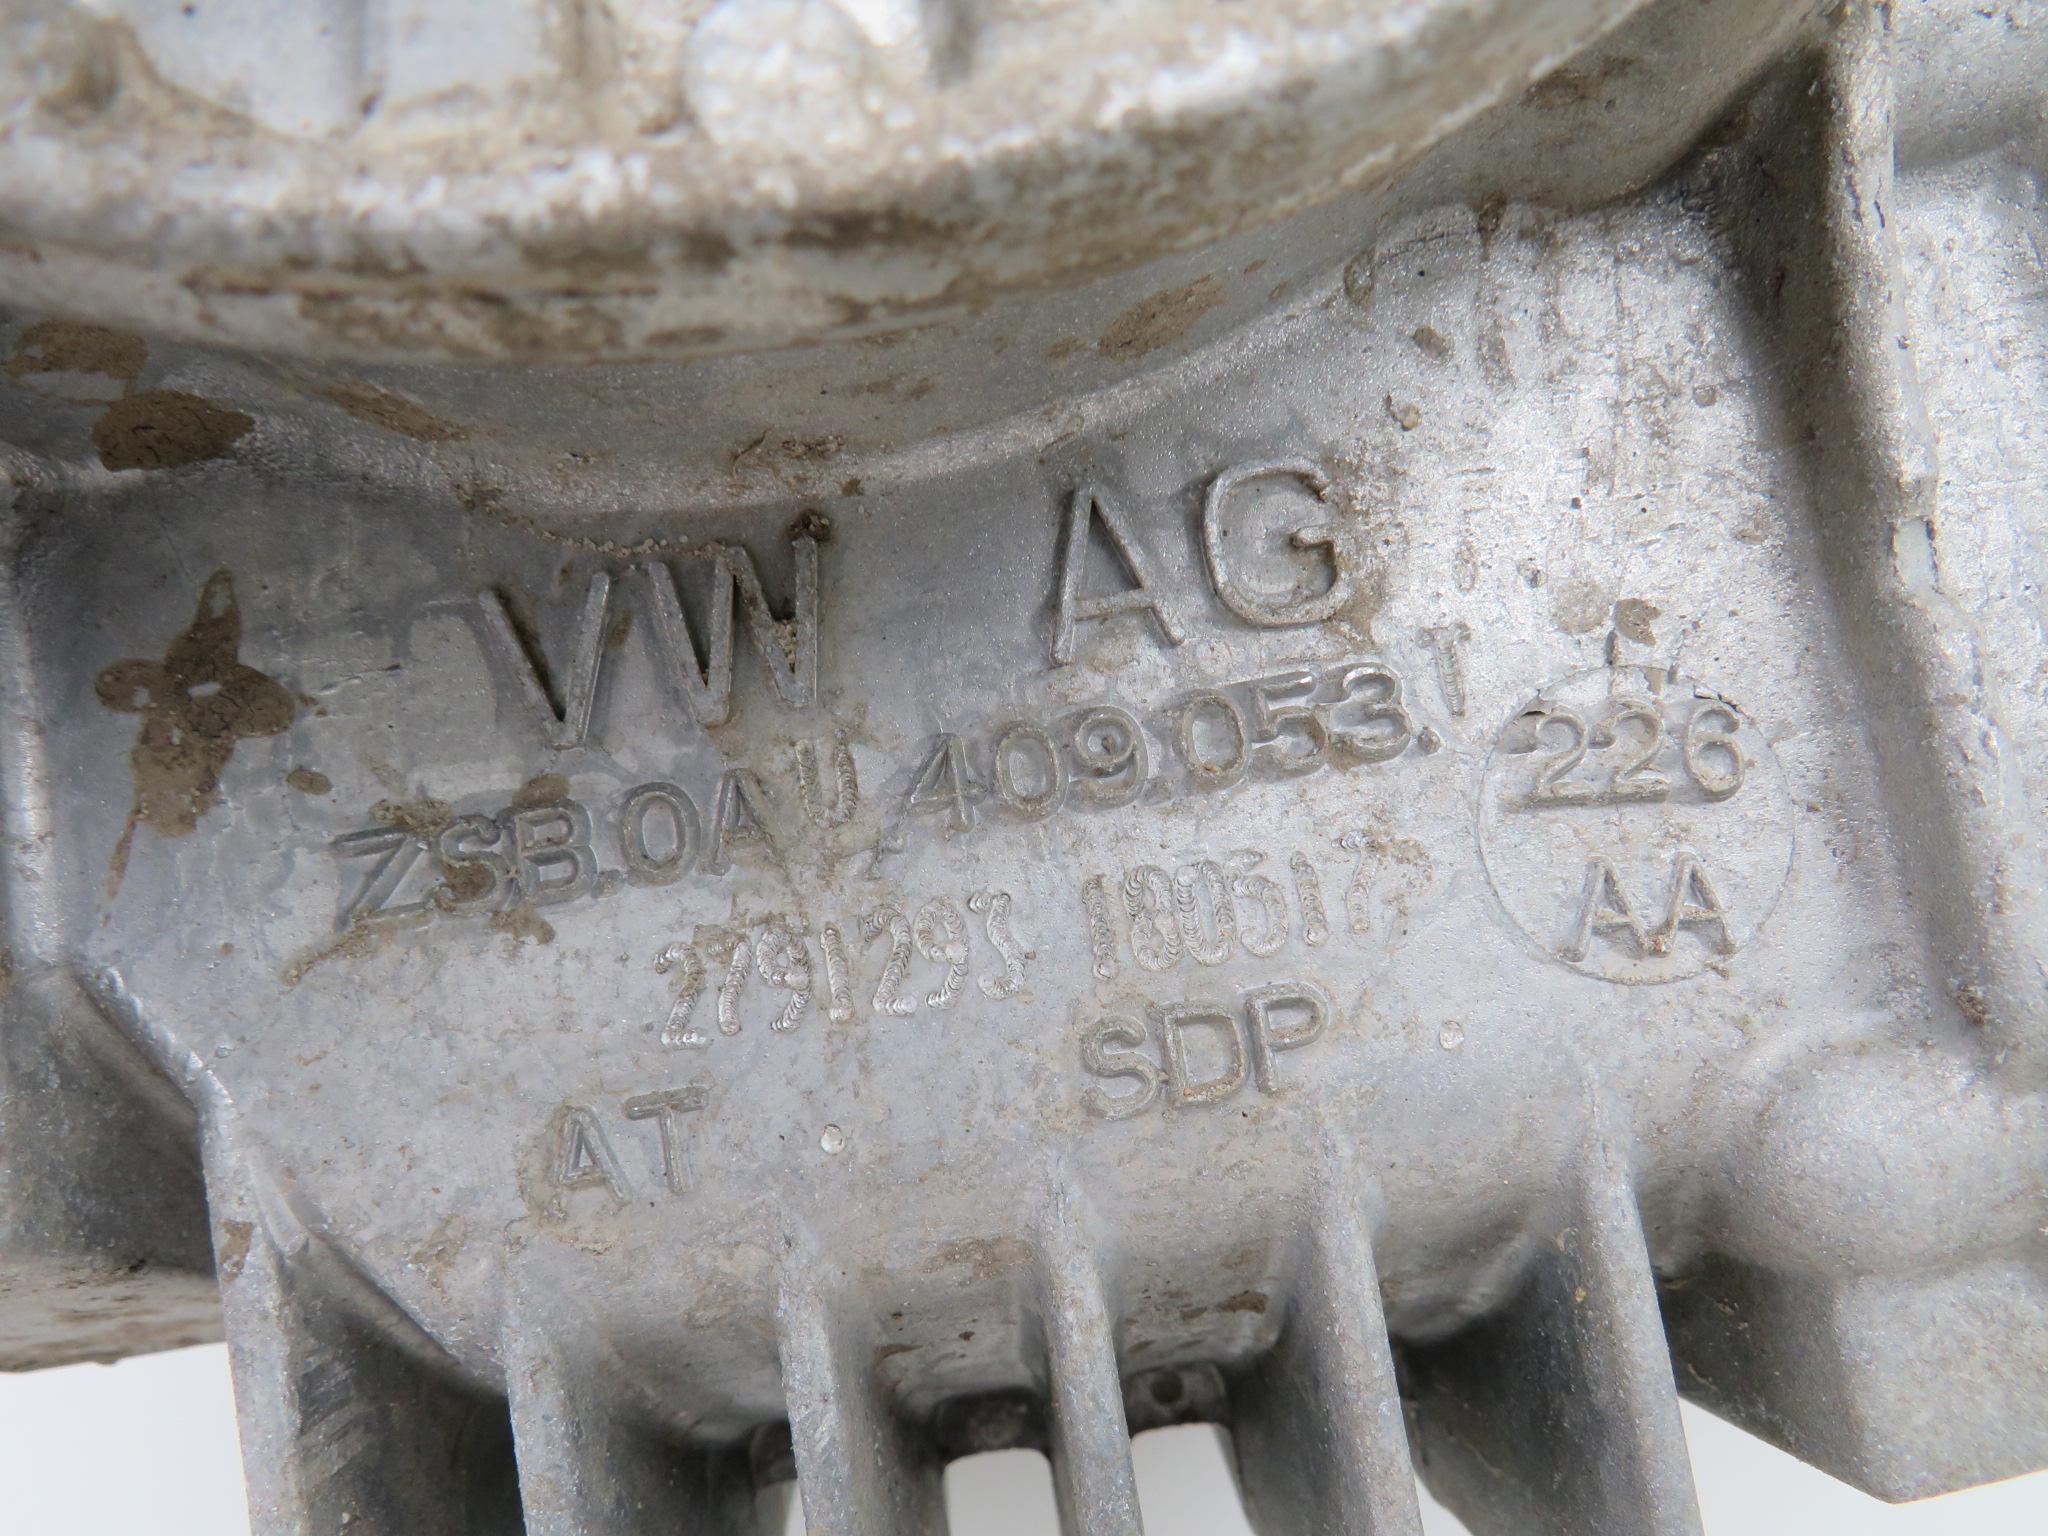 VW AG
ZSB.0AU 409.053.T
2791293 180517
AT SDP
226
AA